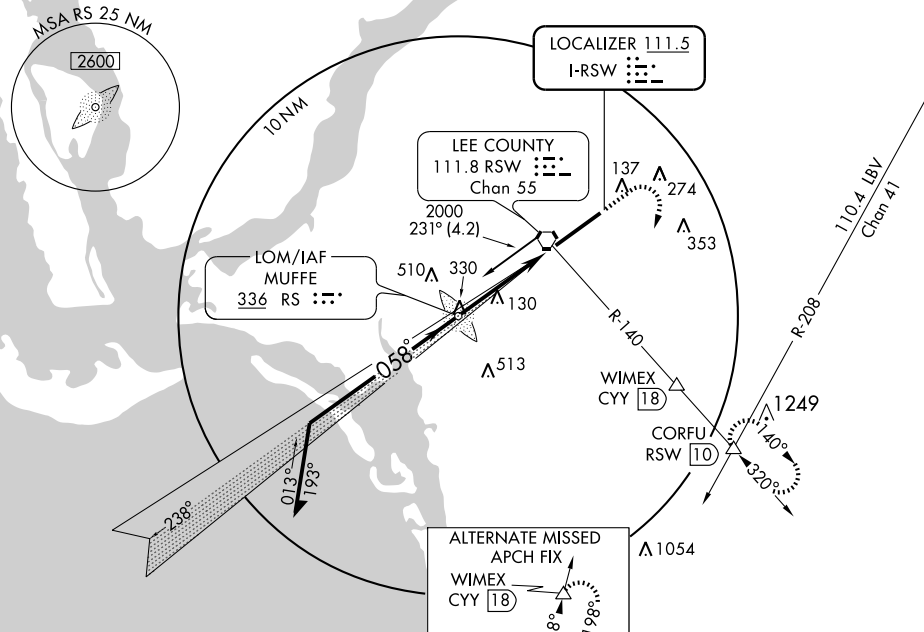 MSA RS 25 NM
2600
10 NM
LOCALIZER 111.5
I-RSW
LEE COUNTY
111.8 RSW
Chan 55
137
274
353
110.4 LBV
Chan 41
R-208
2000
231° (4.2)
LOM/IAF
MUFFE
336 RS
510
330
130
513
058°
R-140
WIMEX
CYY 18
CORFU
RSW 10
1249
140°
320°
013°
193°
238°
1054
ALTERNATE MISSED
APCH FIX
WIMEX
CYY 18
8°
198°